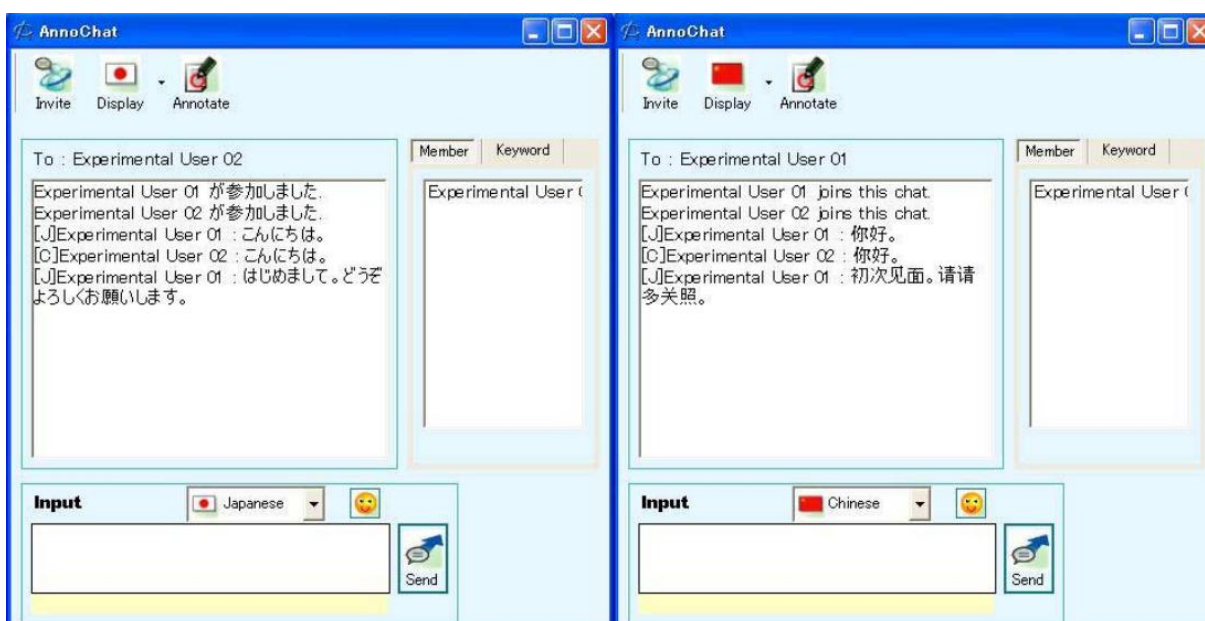 AnnoChat
Invite Display Annotate
To : Experimental User 02
Experimental User 01 が参加しました.
Experimental User 02 が参加しました.
[J]Experimental User 01 : こんにちは。
[C]Experimental User 02 : こんにちは。
[J]Experimental User 01 : はじめまして。どうぞ
よろしくお願いします。
Member Keyword
Experimental User
Input
Japanese
Send
AnnoChat
Invite Display Annotate
To : Experimental User 01
Experimental User 01 joins this chat.
Experimental User 02 joins this chat.
[J]Experimental User 01 : 你好。
[C]Experimental User 02 : 你好。
[J]Experimental User 01 : 初次见面。请请
多关照。
Member Keyword
Experimental User
Input
Chinese
Send